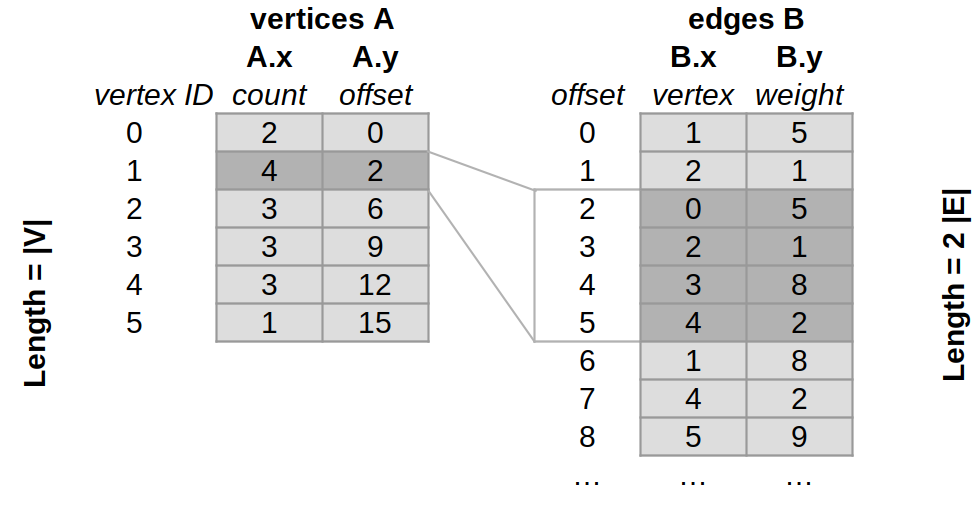 vertices A edges B
A.x A.y B.x B.y
vertex ID count offset offset vertex weight
0 2 0 0 1 5
1 4 2 1 2 1
2 3 6 2 0 5
3 3 9 3 2 1
4 3 12 4 3 8
5 1 15 5 4 2
6 1 8
7 4 2
8 5 9
... ... ...
Length = |V|
Length = 2 |E|